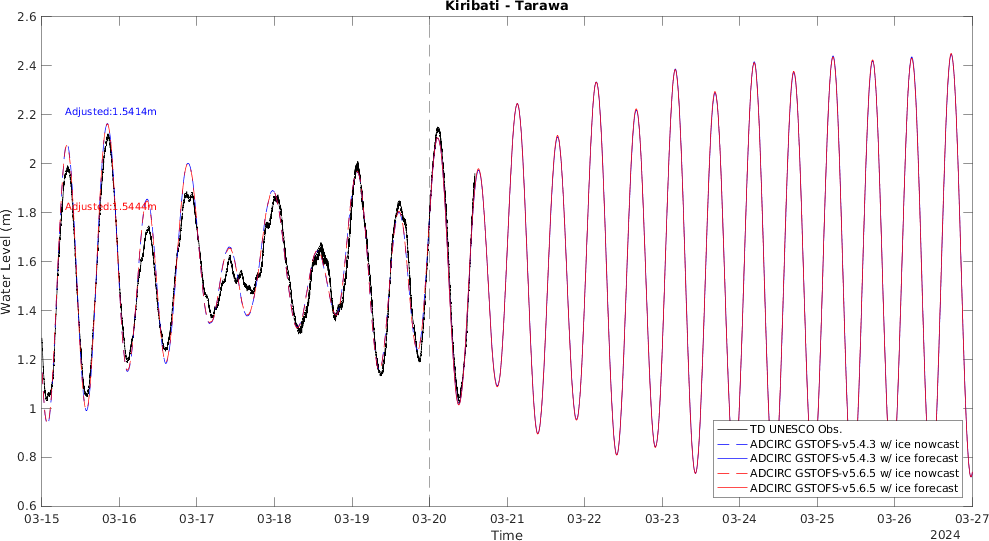 Kiribati - Tarawa
2.6
2.4
2.2
2
1.8
1.6
1.4
1.2
1
0.8
0.6
Water Level (m)
Adjusted:1.5414m
Adjusted:1.5444m
TD UNESCO Obs.
ADCIRC GSTOFS-v5.4.3 w/ ice nowcast
ADCIRC GSTOFS-v5.4.3 w/ ice forecast
ADCIRC GSTOFS-v5.6.5 w/ ice nowcast
ADCIRC GSTOFS-v5.6.5 w/ ice forecast
03-15 03-16 03-17 03-18 03-19 03-20 03-21 03-22 03-23 03-24 03-25 03-26 03-27
Time
2024